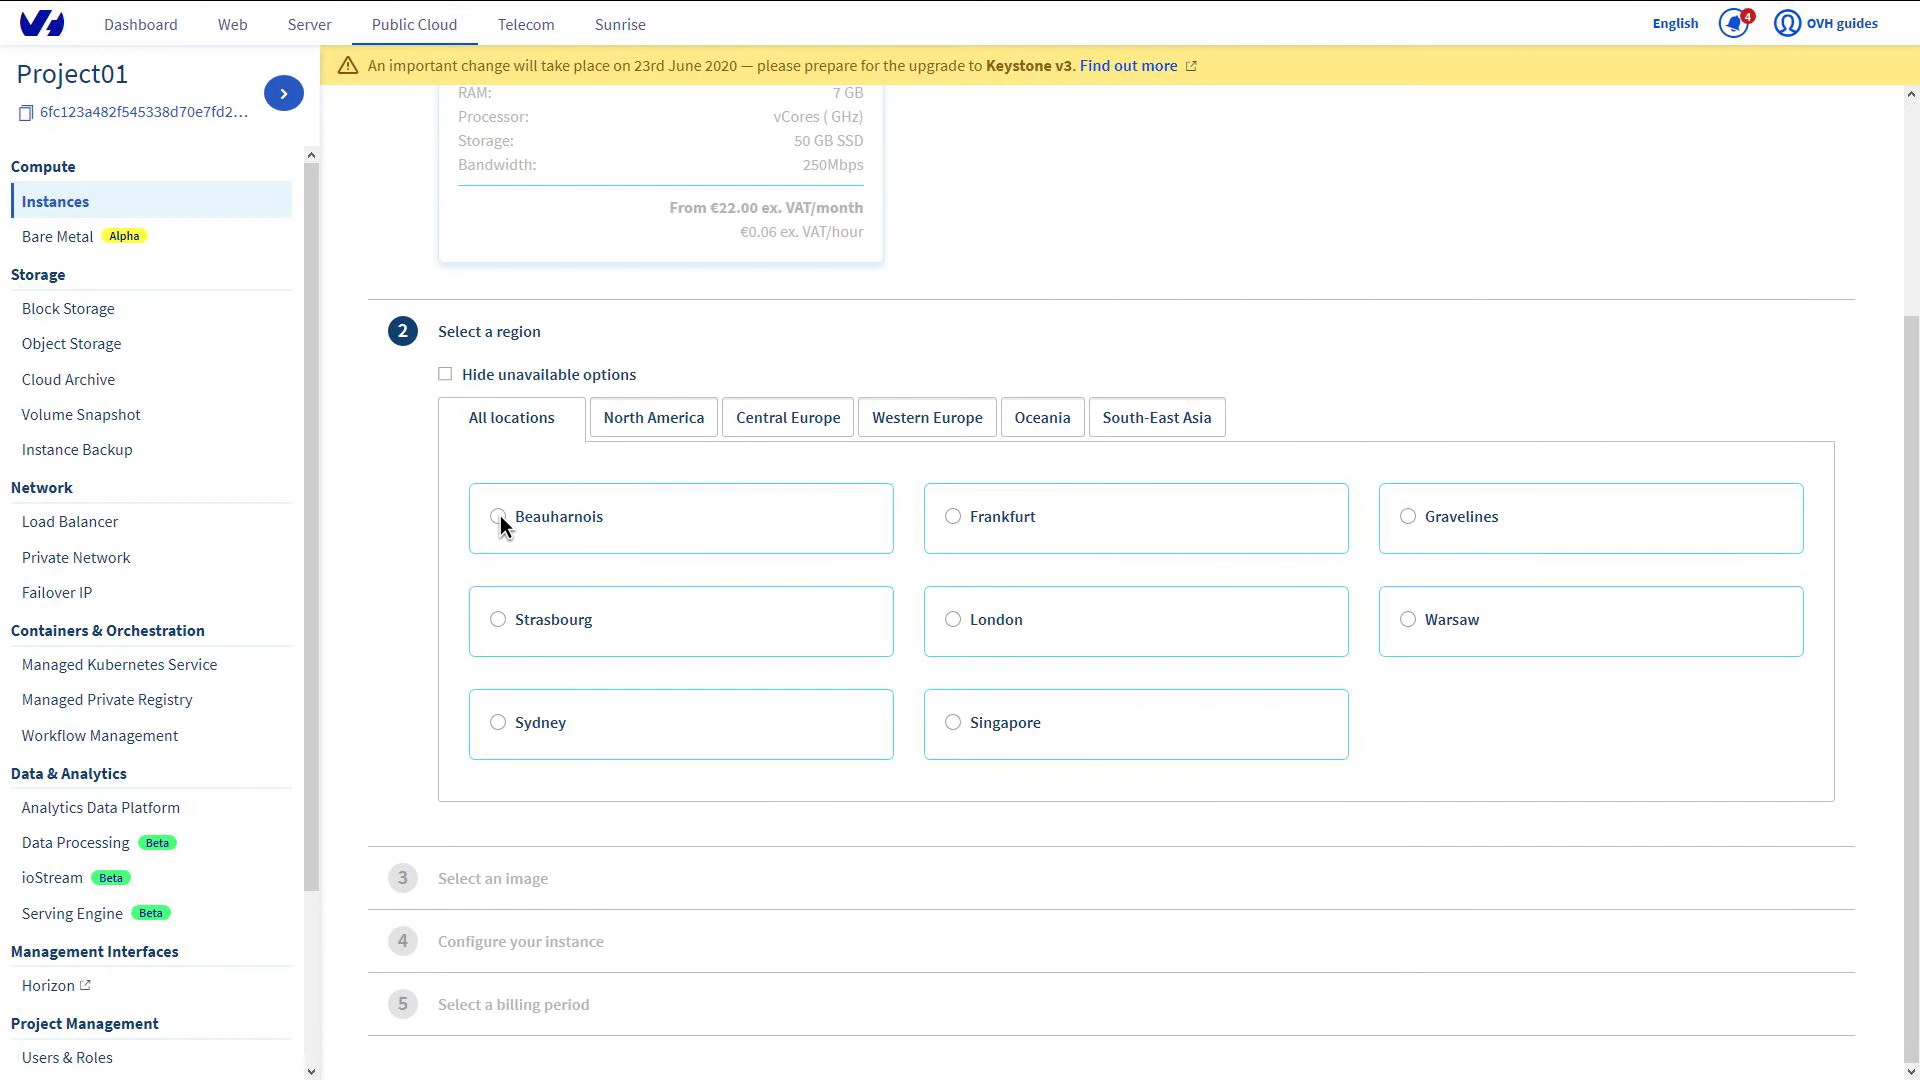 Dashboard
Web
Server
Public Cloud
Telecom
Sunrise
English
4
OVH guides
Project01
6fc123a482f545338d70e7fd2...
An important change will take place on 23rd June 2020 — please prepare for the upgrade to Keystone v3. Find out more
Compute
Instances
Bare Metal Alpha
Storage
Block Storage
Object Storage
Cloud Archive
Volume Snapshot
Instance Backup
Network
Load Balancer
Private Network
Failover IP
Containers & Orchestration
Managed Kubernetes Service
Managed Private Registry
Workflow Management
Data & Analytics
Analytics Data Platform
Data Processing Beta
ioStream Beta
Serving Engine Beta
Management Interfaces
Horizon
Project Management
Users & Roles
RAM: 7 GB
Processor: vCores ( GHz)
Storage: 50 GB SSD
Bandwidth: 250Mbps
From €22.00 ex. VAT/month
€0.06 ex. VAT/hour
2 Select a region
Hide unavailable options
All locations
North America
Central Europe
Western Europe
Oceania
South-East Asia
Beauharnois
Frankfurt
Gravelines
Strasbourg
London
Warsaw
Sydney
Singapore
3 Select an image
4 Configure your instance
5 Select a billing period